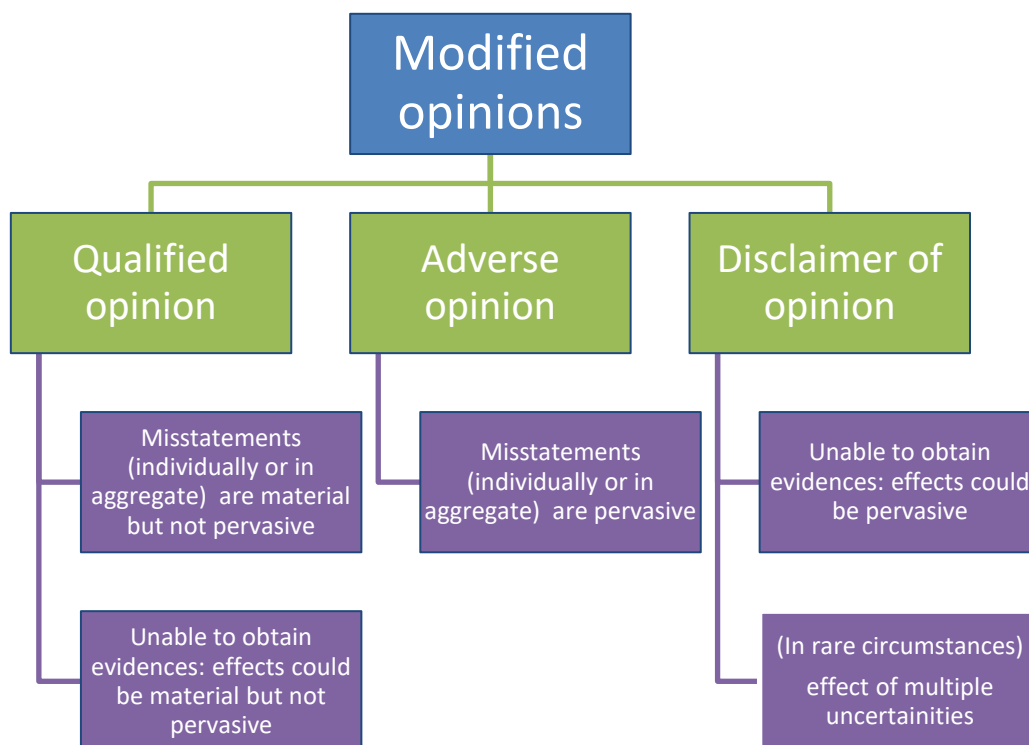 Modified
opinions
Qualified
opinion
Adverse
opinion
Disclaimer of
opinion
Misstatements
(individually or in
aggregate) are material
but not pervasive
Unable to obtain
evidences: effects could
be material but not
pervasive
Misstatements
(individually or in
aggregate) are pervasive
Unable to obtain
evidences: effects could
be pervasive
(In rare circumstances)
effect of multiple
uncertainities